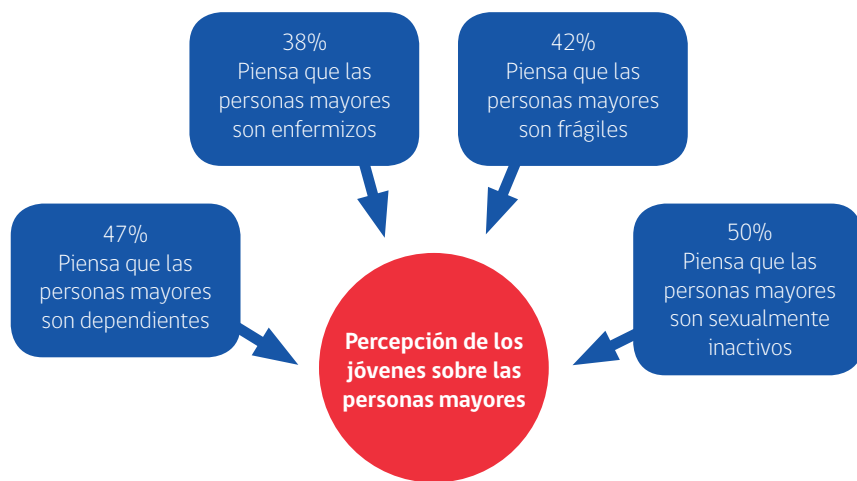 38%
Piensa que las
personas mayores
son enfermizos
42%
Piensa que las
personas mayores
son frágiles
47%
Piensa que las
personas mayores
son dependientes
50%
Piensa que las
personas mayores
son sexualmente
inactivos
Percepción de los
jóvenes sobre las
personas mayores